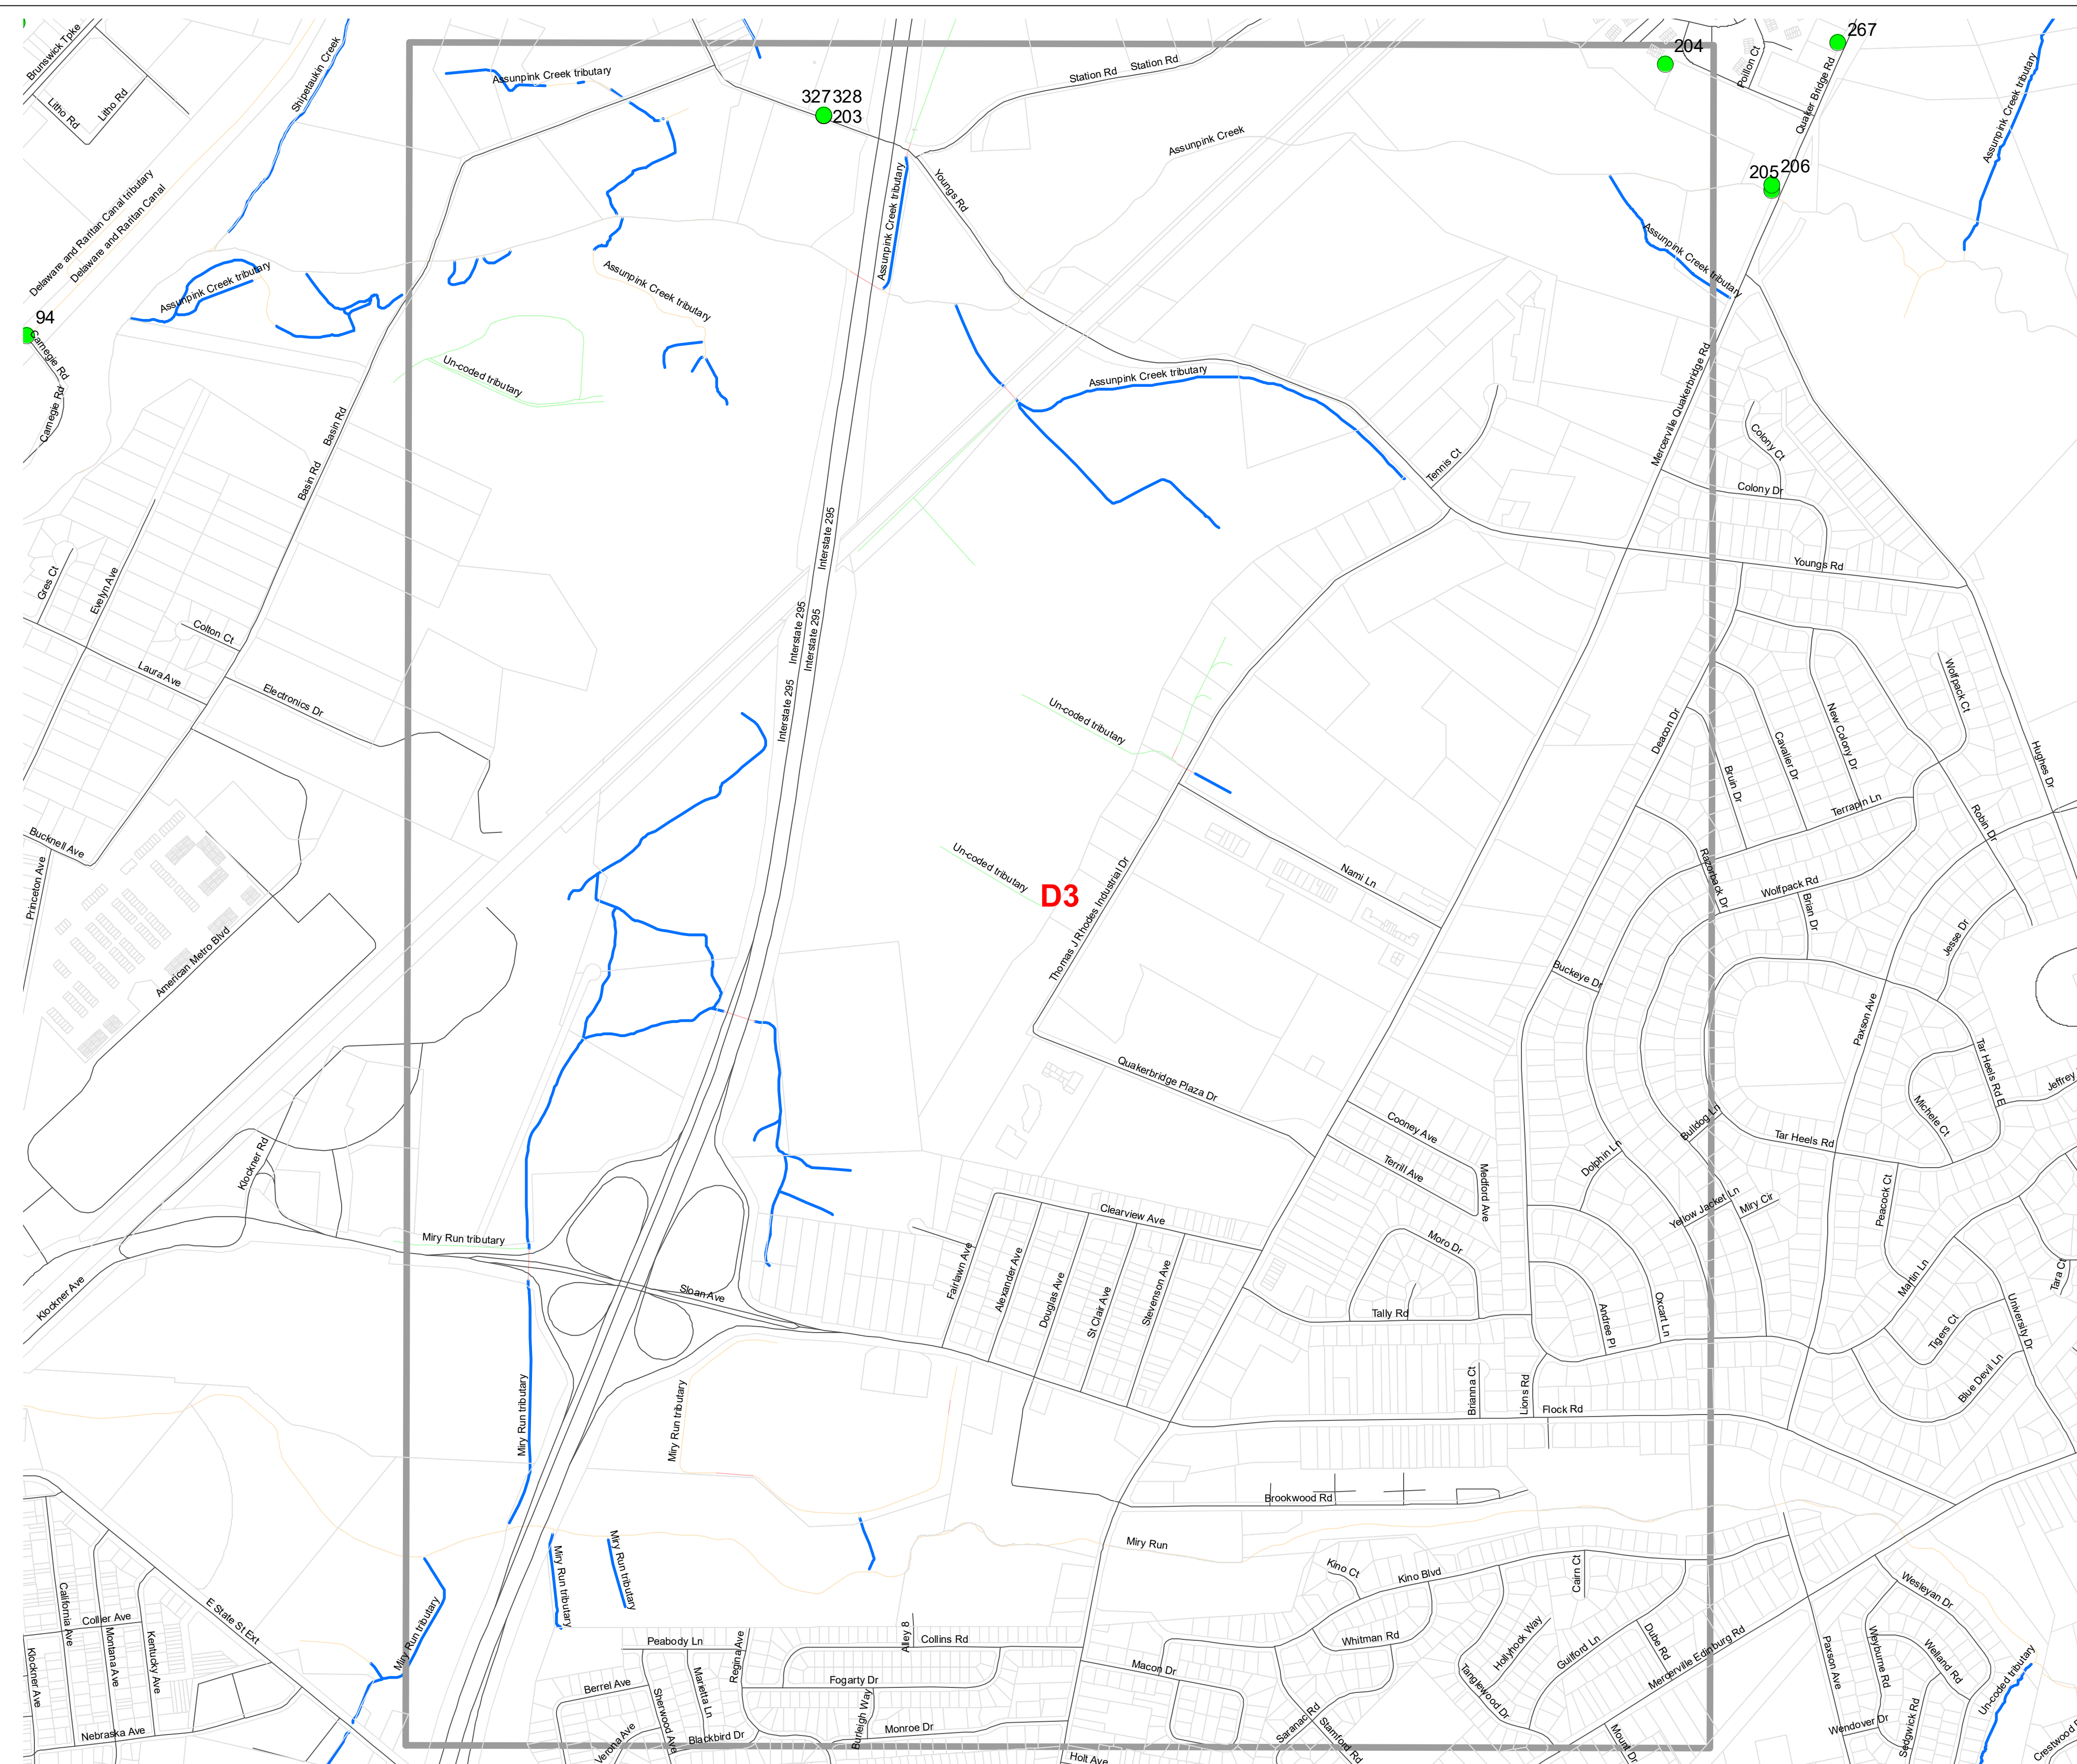 Brunswick Tpke
Litho Rd
Litho Rd
Shipetaukin Creek
Assunpink Creek tributary
327 328
203
Station Rd
Station Rd
204
Poillon Ct
267
Quaker Bridge Rd
Assunpink Creek tributary
Assunpink Creek
205 206
Delaware and Raritan Canal tributary
Delaware and Raritan Canal
Assunpink Creek tributary
Assunpink Creek tributary
Youngs Rd
Assunpink Creek tributary
Assunpink Creek tributary
94
Carnegie Rd
Carnegie Rd
Un-coded tributary
Assunpink Creek tributary
Mercerville Quakerbridge Rd
Basin Rd
Basin Rd
Tennis Ct
Colony Ct
Colony Dr
Youngs Rd
Interstate 295
Interstate 295
Interstate 295
Interstate 295
Gres Ct
Evelyn Ave
Colton Ct
Laura Ave
Electronics Dr
Un-coded tributary
Deacon Dr
Bruin Dr
Cavalier Dr
New Colony Dr
Wolfpack Ct
Hughes Dr
Terrapin Ln
Robin Dr
Bucknell Ave
Princeton Ave
American Metro Blvd
Un-coded tributary
D3
Thomas J Rhodes Industrial Dr
Nami Ln
Razorback Dr
Wolfpack Rd
Brian Dr
Jesse Dr
Buckeye Dr
Paxson Ave
Quakerbridge Plaza Dr
Tar Heels Rd E
Jeffrey
Michele Ct
Cooney Ave
Terrill Ave
Medford Ave
Bulldog Ln
Dolphin Ln
Tar Heels Rd
Klockner Rd
Peacock Ct
Yellow Jacket Ln
Miry Cir
Clearview Ave
Moro Dr
Miry Run tributary
Klockner Ave
Sloan Ave
Fairlawn Ave
Alexander Ave
Douglas Ave
St Clair Ave
Stevenson Ave
Tally Rd
Andree Pl
Oxcart Ln
Martin Ln
Tara Ct
University Dr
Tigers Ct
Blue Devil Ln
Miry Run tributary
Miry Run tributary
Brianna Ct
Lions Rd
Flock Rd
Brookwood Rd
Miry Run
Miry Run tributary
Miry Run tributary
Kino Ct
Kino Blvd
Cairn Ct
Wesleyan Dr
California Ave
Collier Ave
Montana Ave
Kentucky Ave
Klockner Ave
Nebraska Ave
E State St Ext
Miry Run tributary
Peabody Ln
Regina Ave
Alley 8
Collins Rd
Marietta Ln
Sherwood Ave
Berrel Ave
Verona Ave
Blackbird Dr
Fogarty Dr
Burleigh Way
Monroe Dr
Macon Dr
Holt Ave
Whitman Rd
Saranac Rd
Stamford Rd
Hollyhock Way
Tanglewood Dr
Guilford Ln
Dube Rd
Mercerville Edinburg Rd
Mount Dr
Paxson Ave
Weyburne Rd
Welland Rd
Wendover Dr
Sedgwick Rd
Un-coded tributary
Crestwood